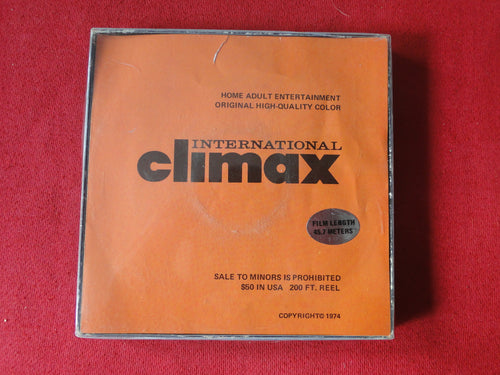 HOME ADULT ENTERTAINMENT
ORIGINAL HIGH-QUALITY COLOR
INTERNATIONAL
climax
FILM LENGTH
45.7 METERS
SALE TO MINORS IS PROHIBITED
$50 IN USA 200 FT. REEL
COPYRIGHT© 1974